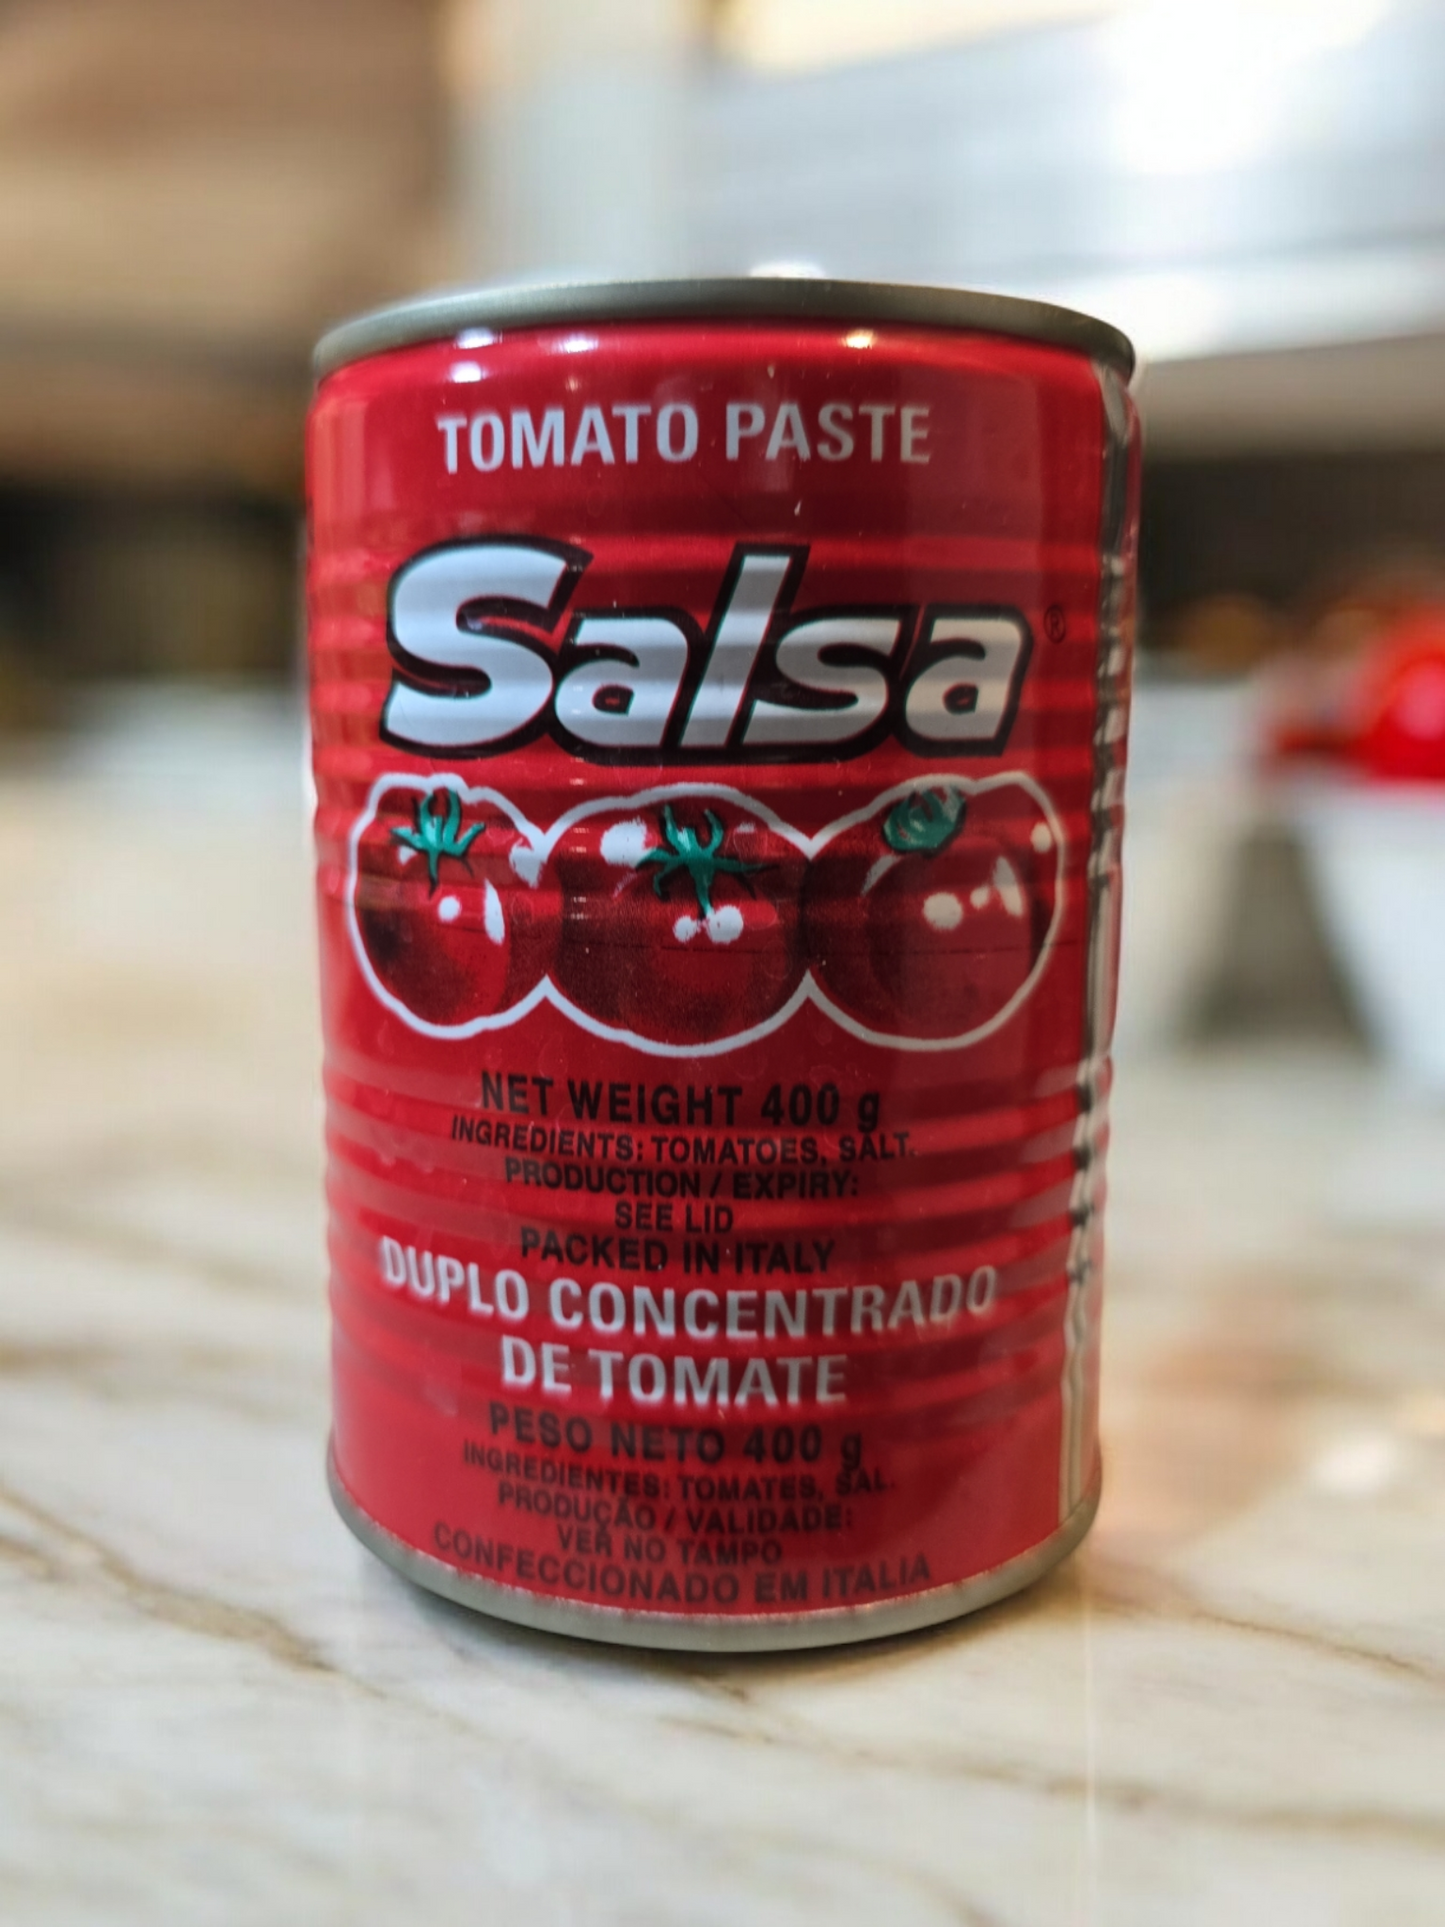 TOMATO PASTE
Salsa®
NET WEIGHT 400 g
INGREDIENTS: TOMATOES, SALT.
PRODUCTION / EXPIRY:
SEE LID
PACKED IN ITALY
DUPLO CONCENTRADO
DE TOMATE
PESO NETO 400 g
INGREDIENTES: TOMATES, SAL.
PRODUÇÃO / VALIDADE:
VER NO TAMPO
CONFECCIONADO EM ITALIA